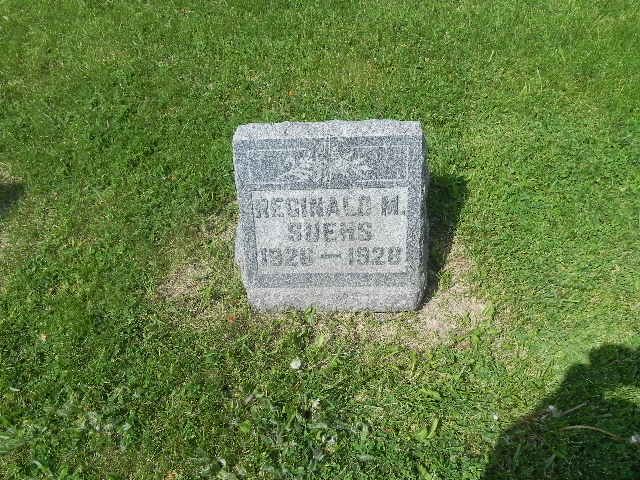 REGINALD M.
SUEHS
1926 — 1928